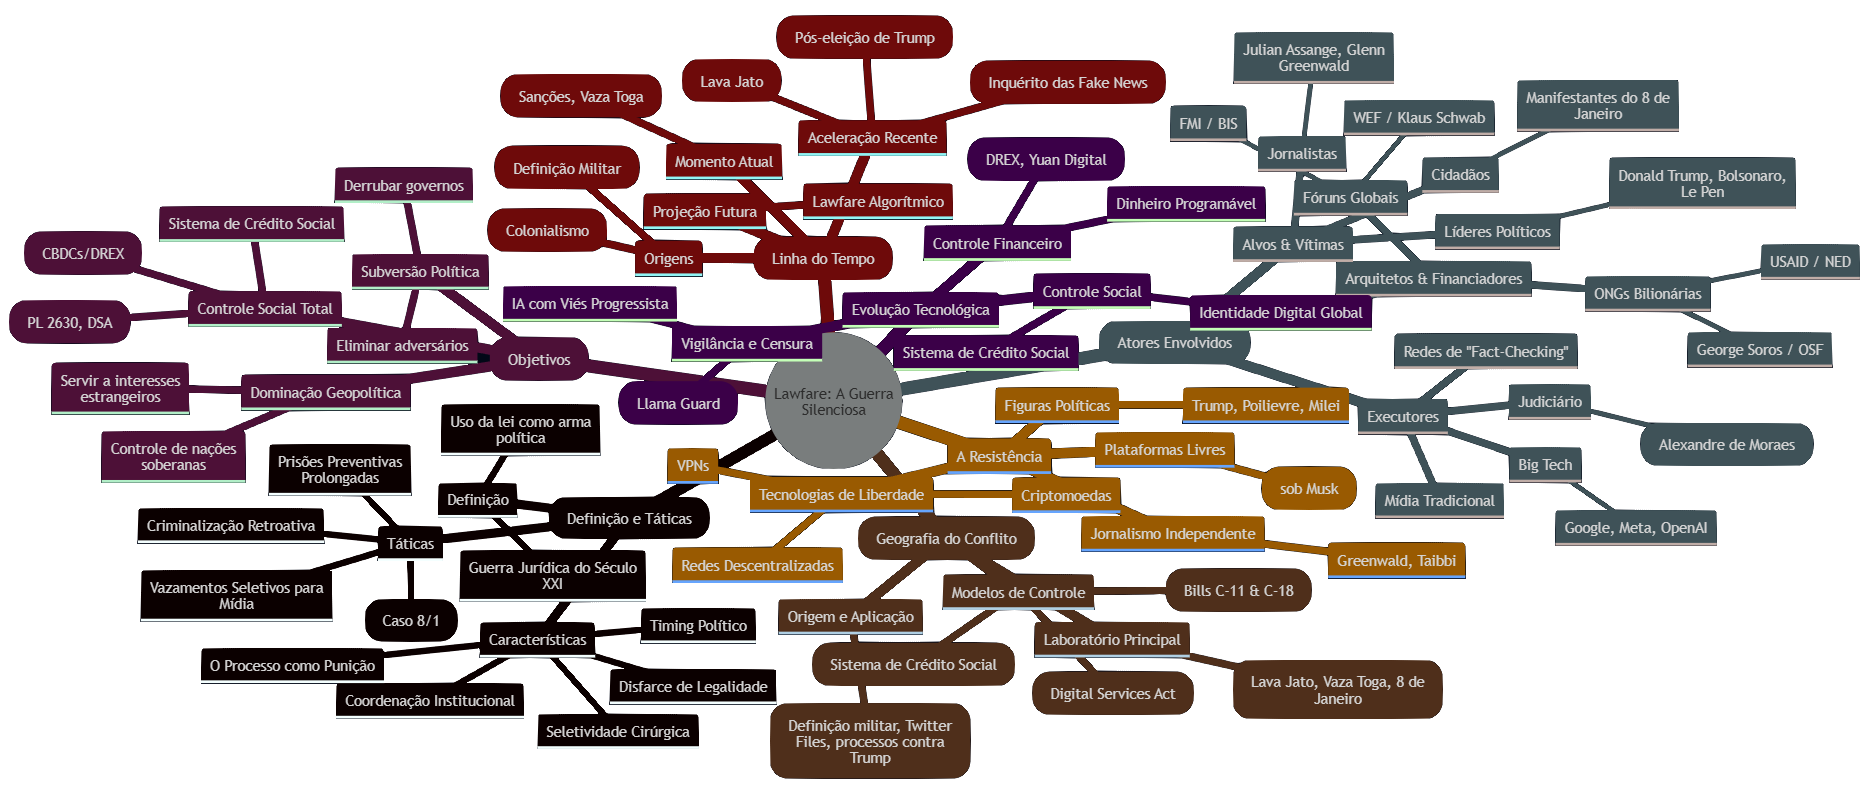 Pós-eleição de Trump
Lava Jato
Inquérito das Fake News
Sanções, Vaza Toga
Aceleração Recente
Momento Atual
Definição Militar
Projeção Futura
Lawfare Algorítmico
Colonialismo
Origens
Linha do Tempo
Julian Assange, Glenn
Greenwald
FMI / BIS
WEF / Klaus Schwab
Manifestantes do 8 de
Janeiro
Jornalistas
Cidadãos
Fóruns Globais
Donald Trump, Bolsonaro,
Le Pen
Alvos & Vítimas
Líderes Políticos
Arquitetos & Financiadores
USAID / NED
ONGs Bilionárias
George Soros / OSF
Atores Envolvidos
Redes de "Fact-Checking"
Executores
Judiciário
Alexandre de Moraes
Big Tech
Mídia Tradicional
Google, Meta, OpenAI
DREX, Yuan Digital
Dinheiro Programável
Controle Financeiro
Controle Social
Identidade Digital Global
Evolução Tecnológica
Sistema de Crédito Social
IA com Viés Progressista
Vigilância e Censura
Llama Guard
Derrubar governos
Sistema de Crédito Social
CBDCs/DREX
Subversão Política
Controle Social Total
PL 2630, DSA
Eliminar adversários
Objetivos
Servir a interesses
estrangeiros
Dominação Geopolítica
Controle de nações
soberanas
Lawfare: A Guerra
Silenciosa
Uso da lei como arma
política
Prisões Preventivas
Prolongadas
Definição
Definição e Táticas
Criminalização Retroativa
Táticas
Guerra Jurídica do Século
XXI
Vazamentos Seletivos para
Mídia
Caso 8/1
Características
Timing Político
O Processo como Punição
Coordenação Institucional
Disfarce de Legalidade
Seletividade Cirúrgica
Figuras Políticas
Trump, Poilievre, Milei
A Resistência
Plataformas Livres
sob Musk
VPNs
Tecnologias de Liberdade
Criptomoedas
Jornalismo Independente
Greenwald, Taibbi
Redes Descentralizadas
Geografia do Conflito
Modelos de Controle
Bills C-11 & C-18
Origem e Aplicação
Laboratório Principal
Sistema de Crédito Social
Digital Services Act
Lava Jato, Vaza Toga, 8 de
Janeiro
Definição militar, Twitter
Files, processos contra
Trump